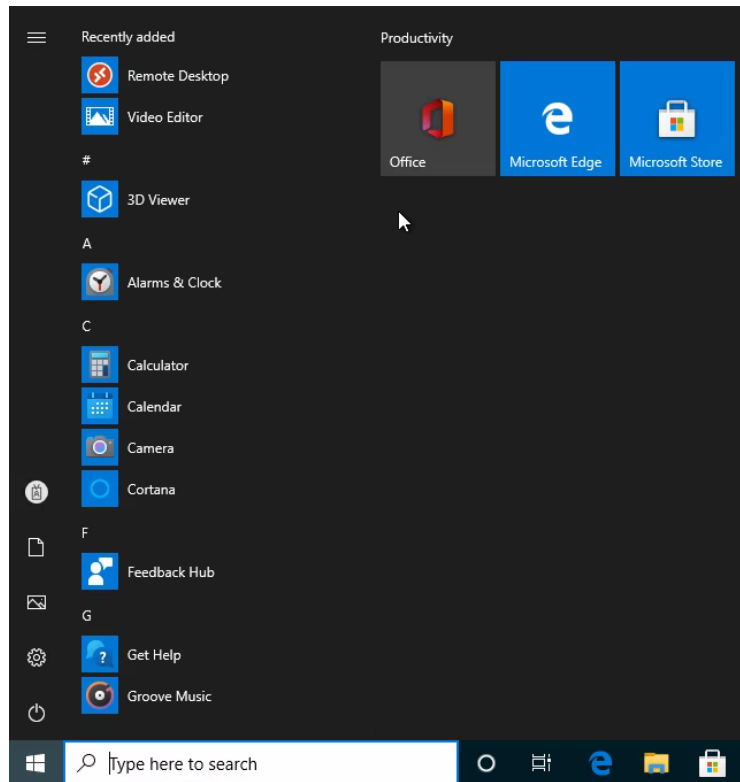 Recently added
Remote Desktop
Video Editor
#
3D Viewer
A
Alarms & Clock
C
Calculator
Calendar
Camera
Cortana
F
Feedback Hub
G
Get Help
Groove Music
Productivity
Office
Microsoft Edge
Microsoft Store
Type here to search